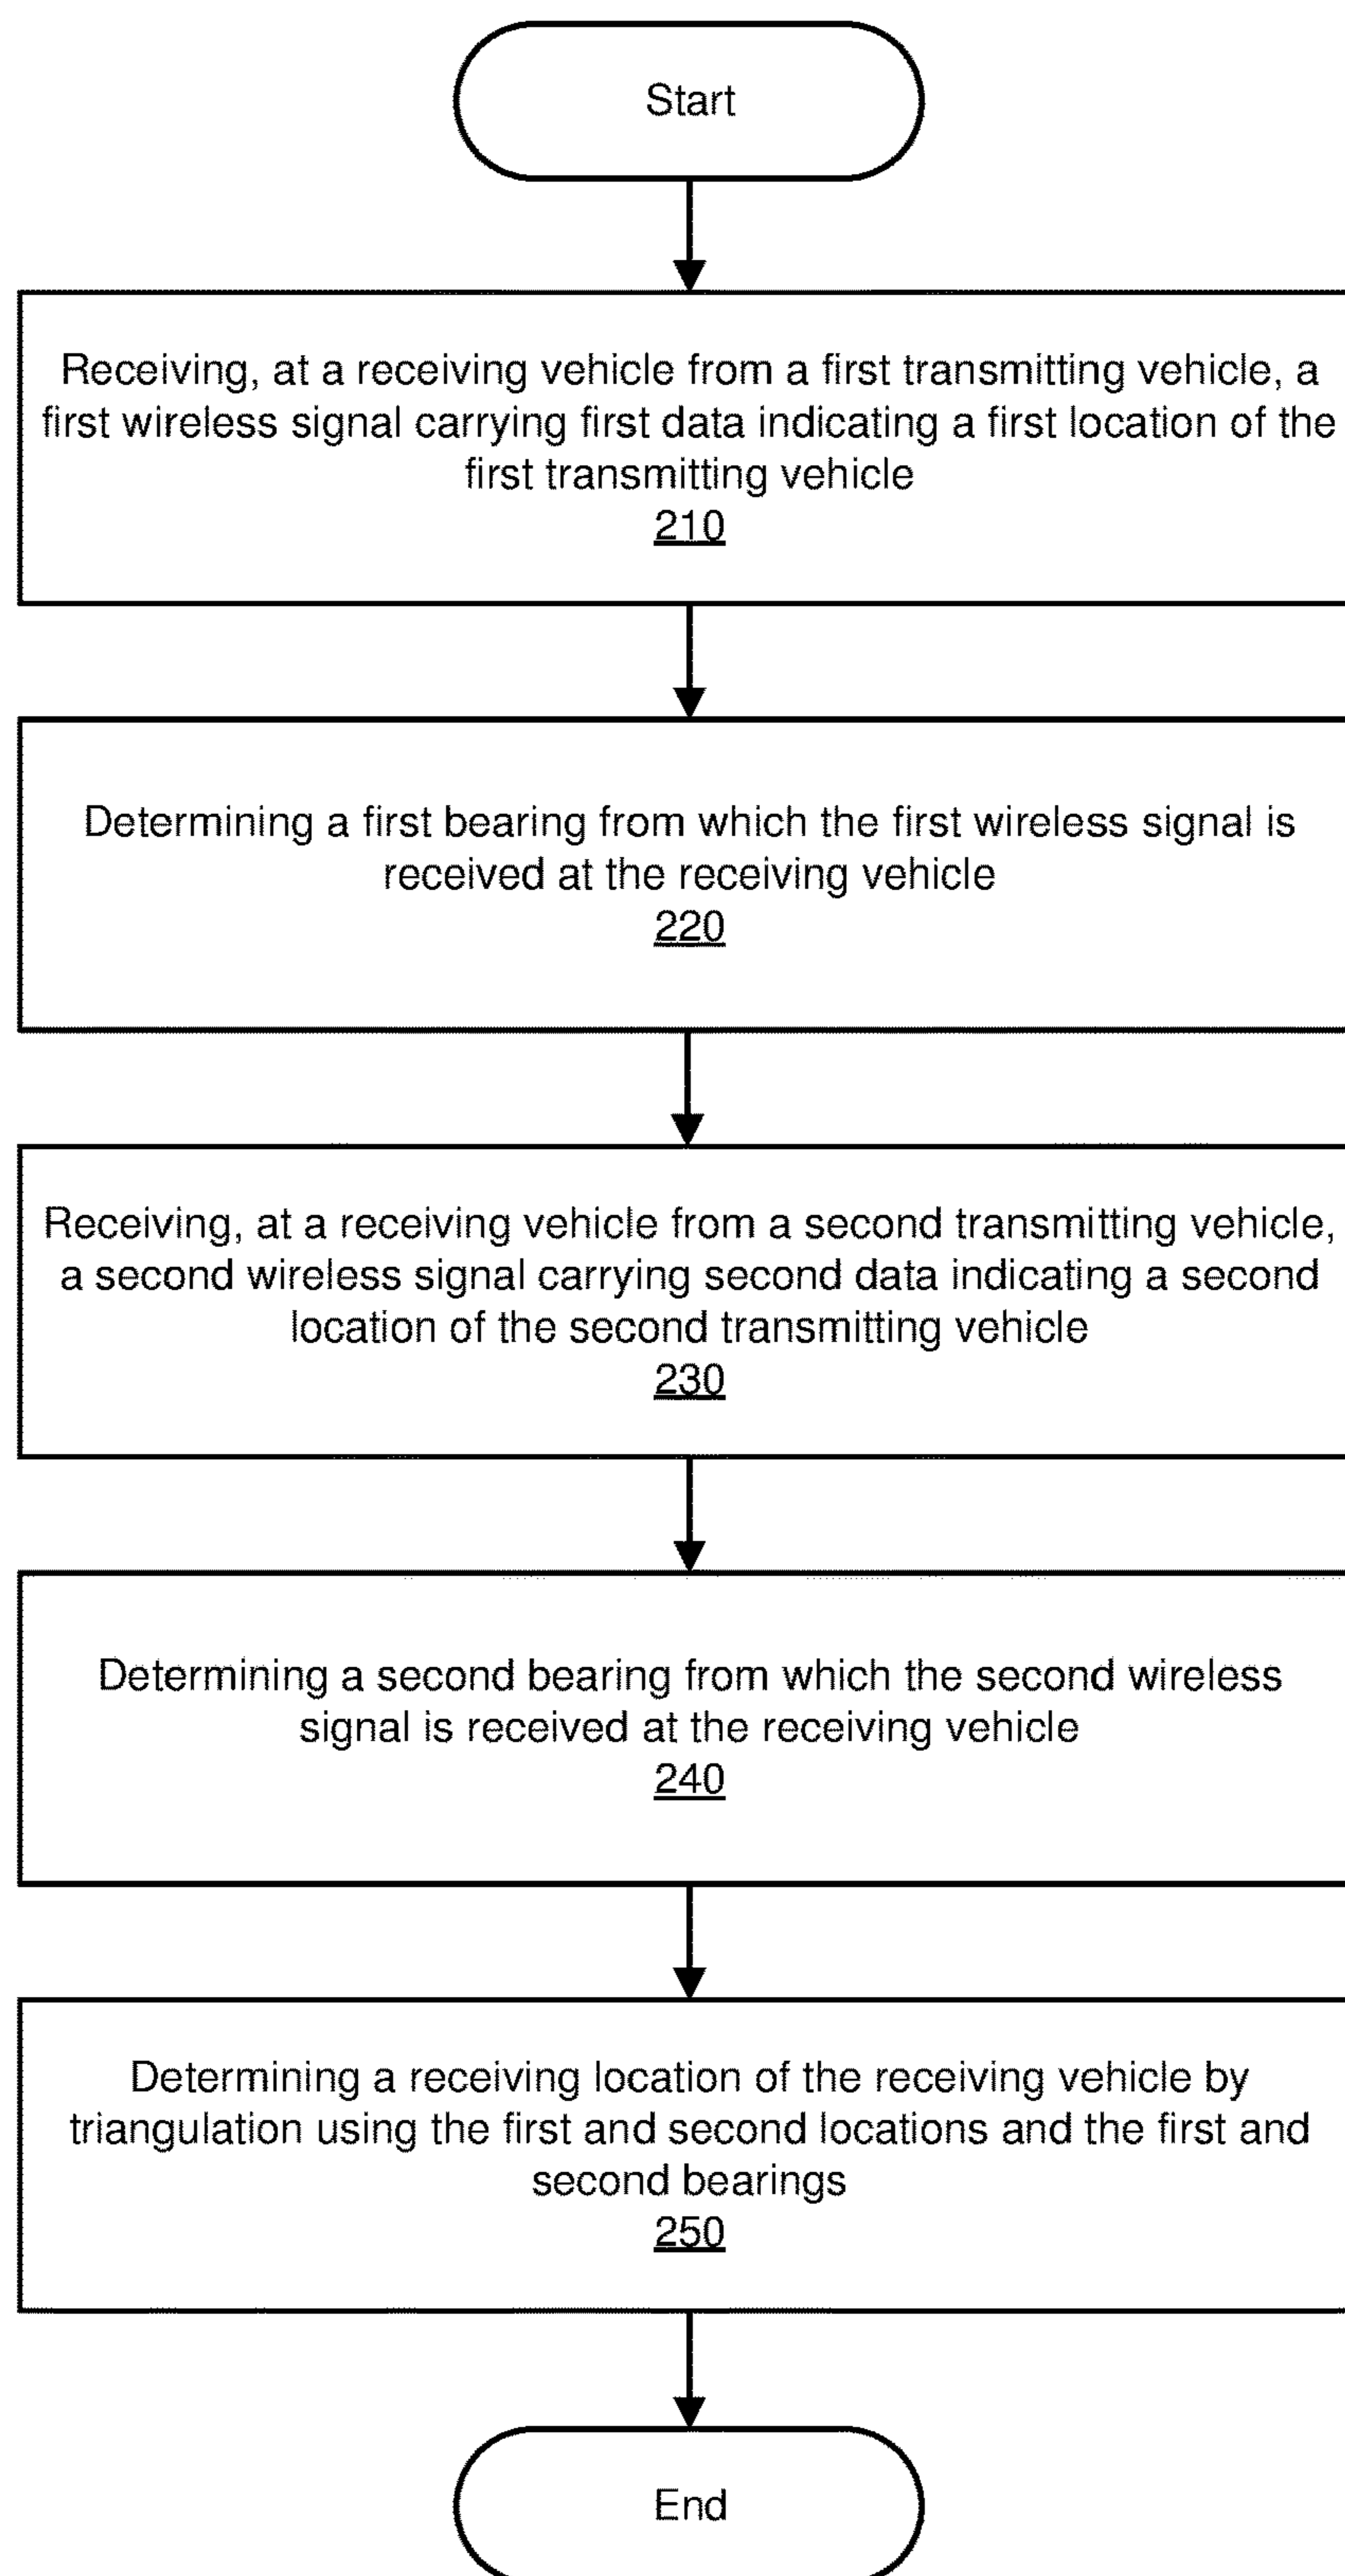 Start
Receiving, at a receiving vehicle from a first transmitting vehicle, a
first wireless signal carrying first data indicating a first location of the
first transmitting vehicle
210
Determining a first bearing from which the first wireless signal is
received at the receiving vehicle
220
Receiving, at a receiving vehicle from a second transmitting vehicle,
a second wireless signal carrying second data indicating a second
location of the second transmitting vehicle
230
Determining a second bearing from which the second wireless
signal is received at the receiving vehicle
240
Determining a receiving location of the receiving vehicle by
triangulation using the first and second locations and the first and
second bearings
250
End